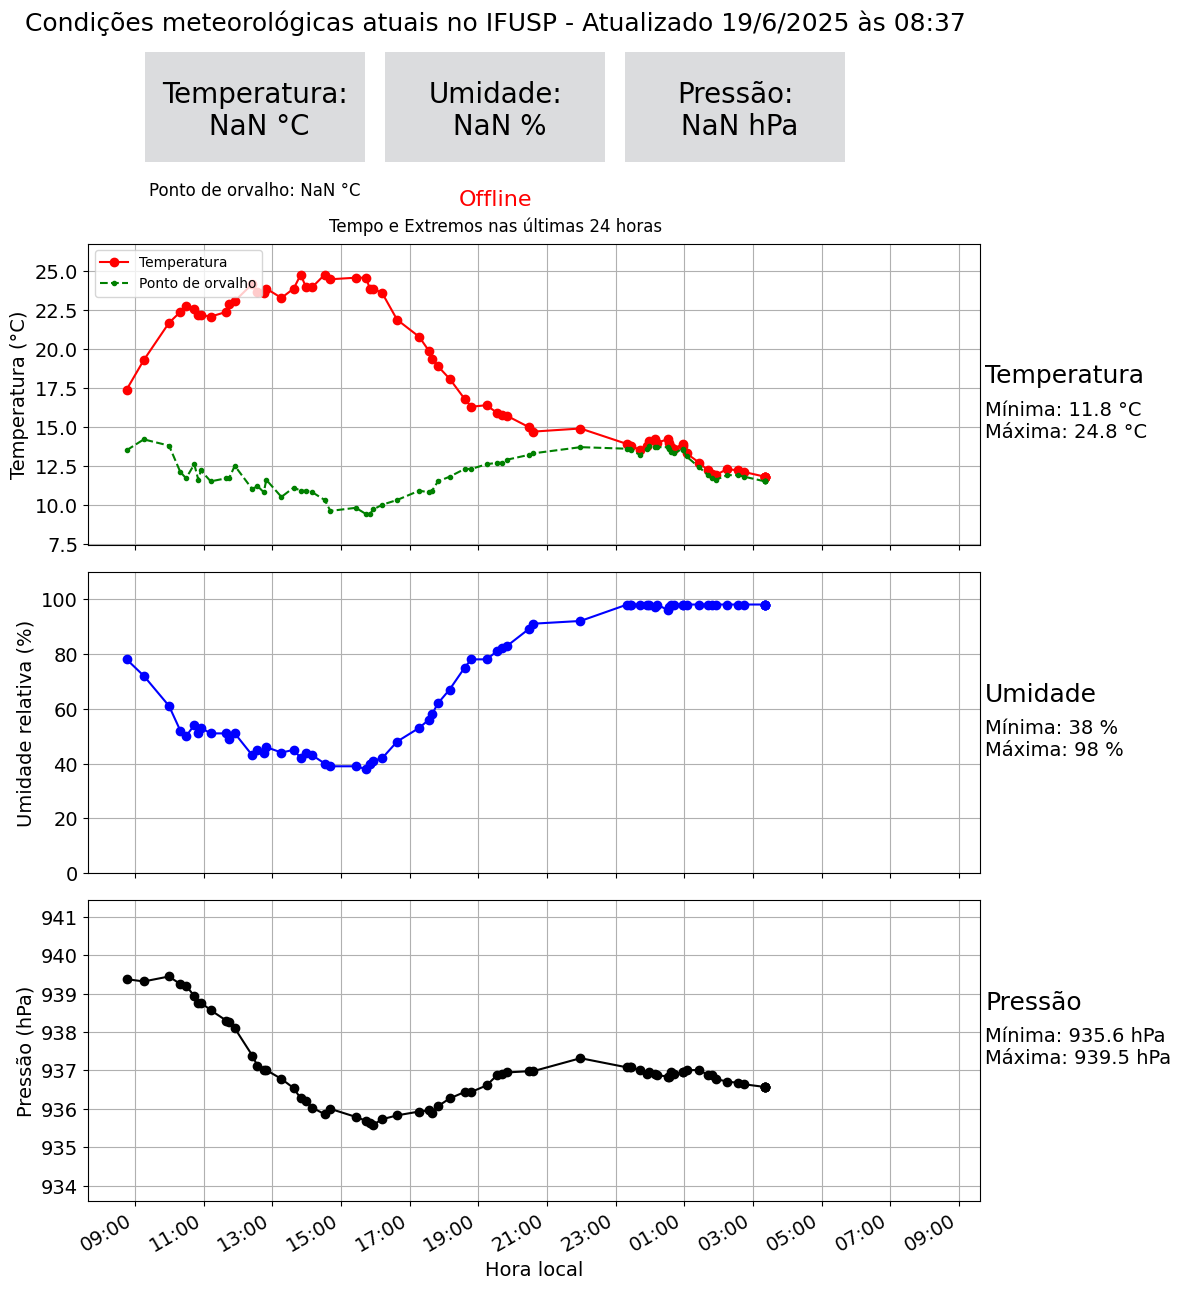 Condições meteorológicas atuais no IFUSP - Atualizado 19/6/2025 às 08:37
Temperatura:
NaN °C
Umidade:
NaN %
Pressão:
NaN hPa
Ponto de orvalho: NaN °C
Offline
Tempo e Extremos nas últimas 24 horas
Temperatura
Ponto de orvalho
Temperatura (°C)
25.0
22.5
20.0
17.5
15.0
12.5
10.0
7.5
Temperatura
Mínima: 11.8 °C
Máxima: 24.8 °C
Umidade relativa (%)
100
80
60
40
20
0
Umidade
Mínima: 38 %
Máxima: 98 %
Pressão (hPa)
941
940
939
938
937
936
935
934
Pressão
Mínima: 935.6 hPa
Máxima: 939.5 hPa
09:00 11:00 13:00 15:00 17:00 19:00 21:00 23:00 01:00 03:00 05:00 07:00 09:00
Hora local